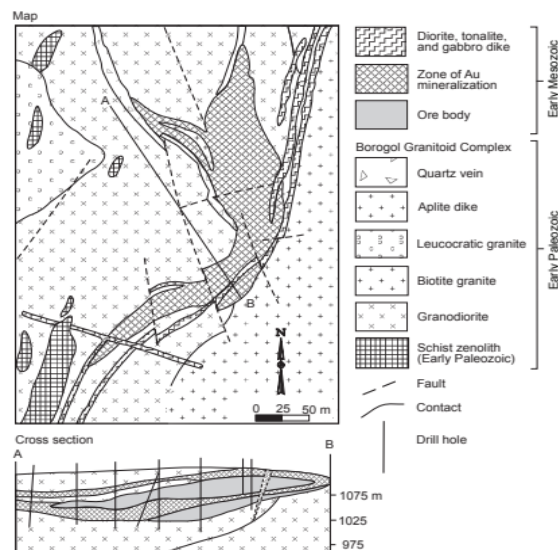 Map
A
B
N
0 25 50 m
Diorite, tonalite,
and gabbro dike
Zone of Au
mineralization
Ore body
Early Mesozoic
Borogol Granitoid Complex
Quartz vein
Aplite dike
Leucocratic granite
Biotite granite
Granodiorite
Schist zenolith
(Early Paleozoic)
Early Paleozoic
Fault
Contact
Drill hole
Cross section
A
B
1075 m
1025
975